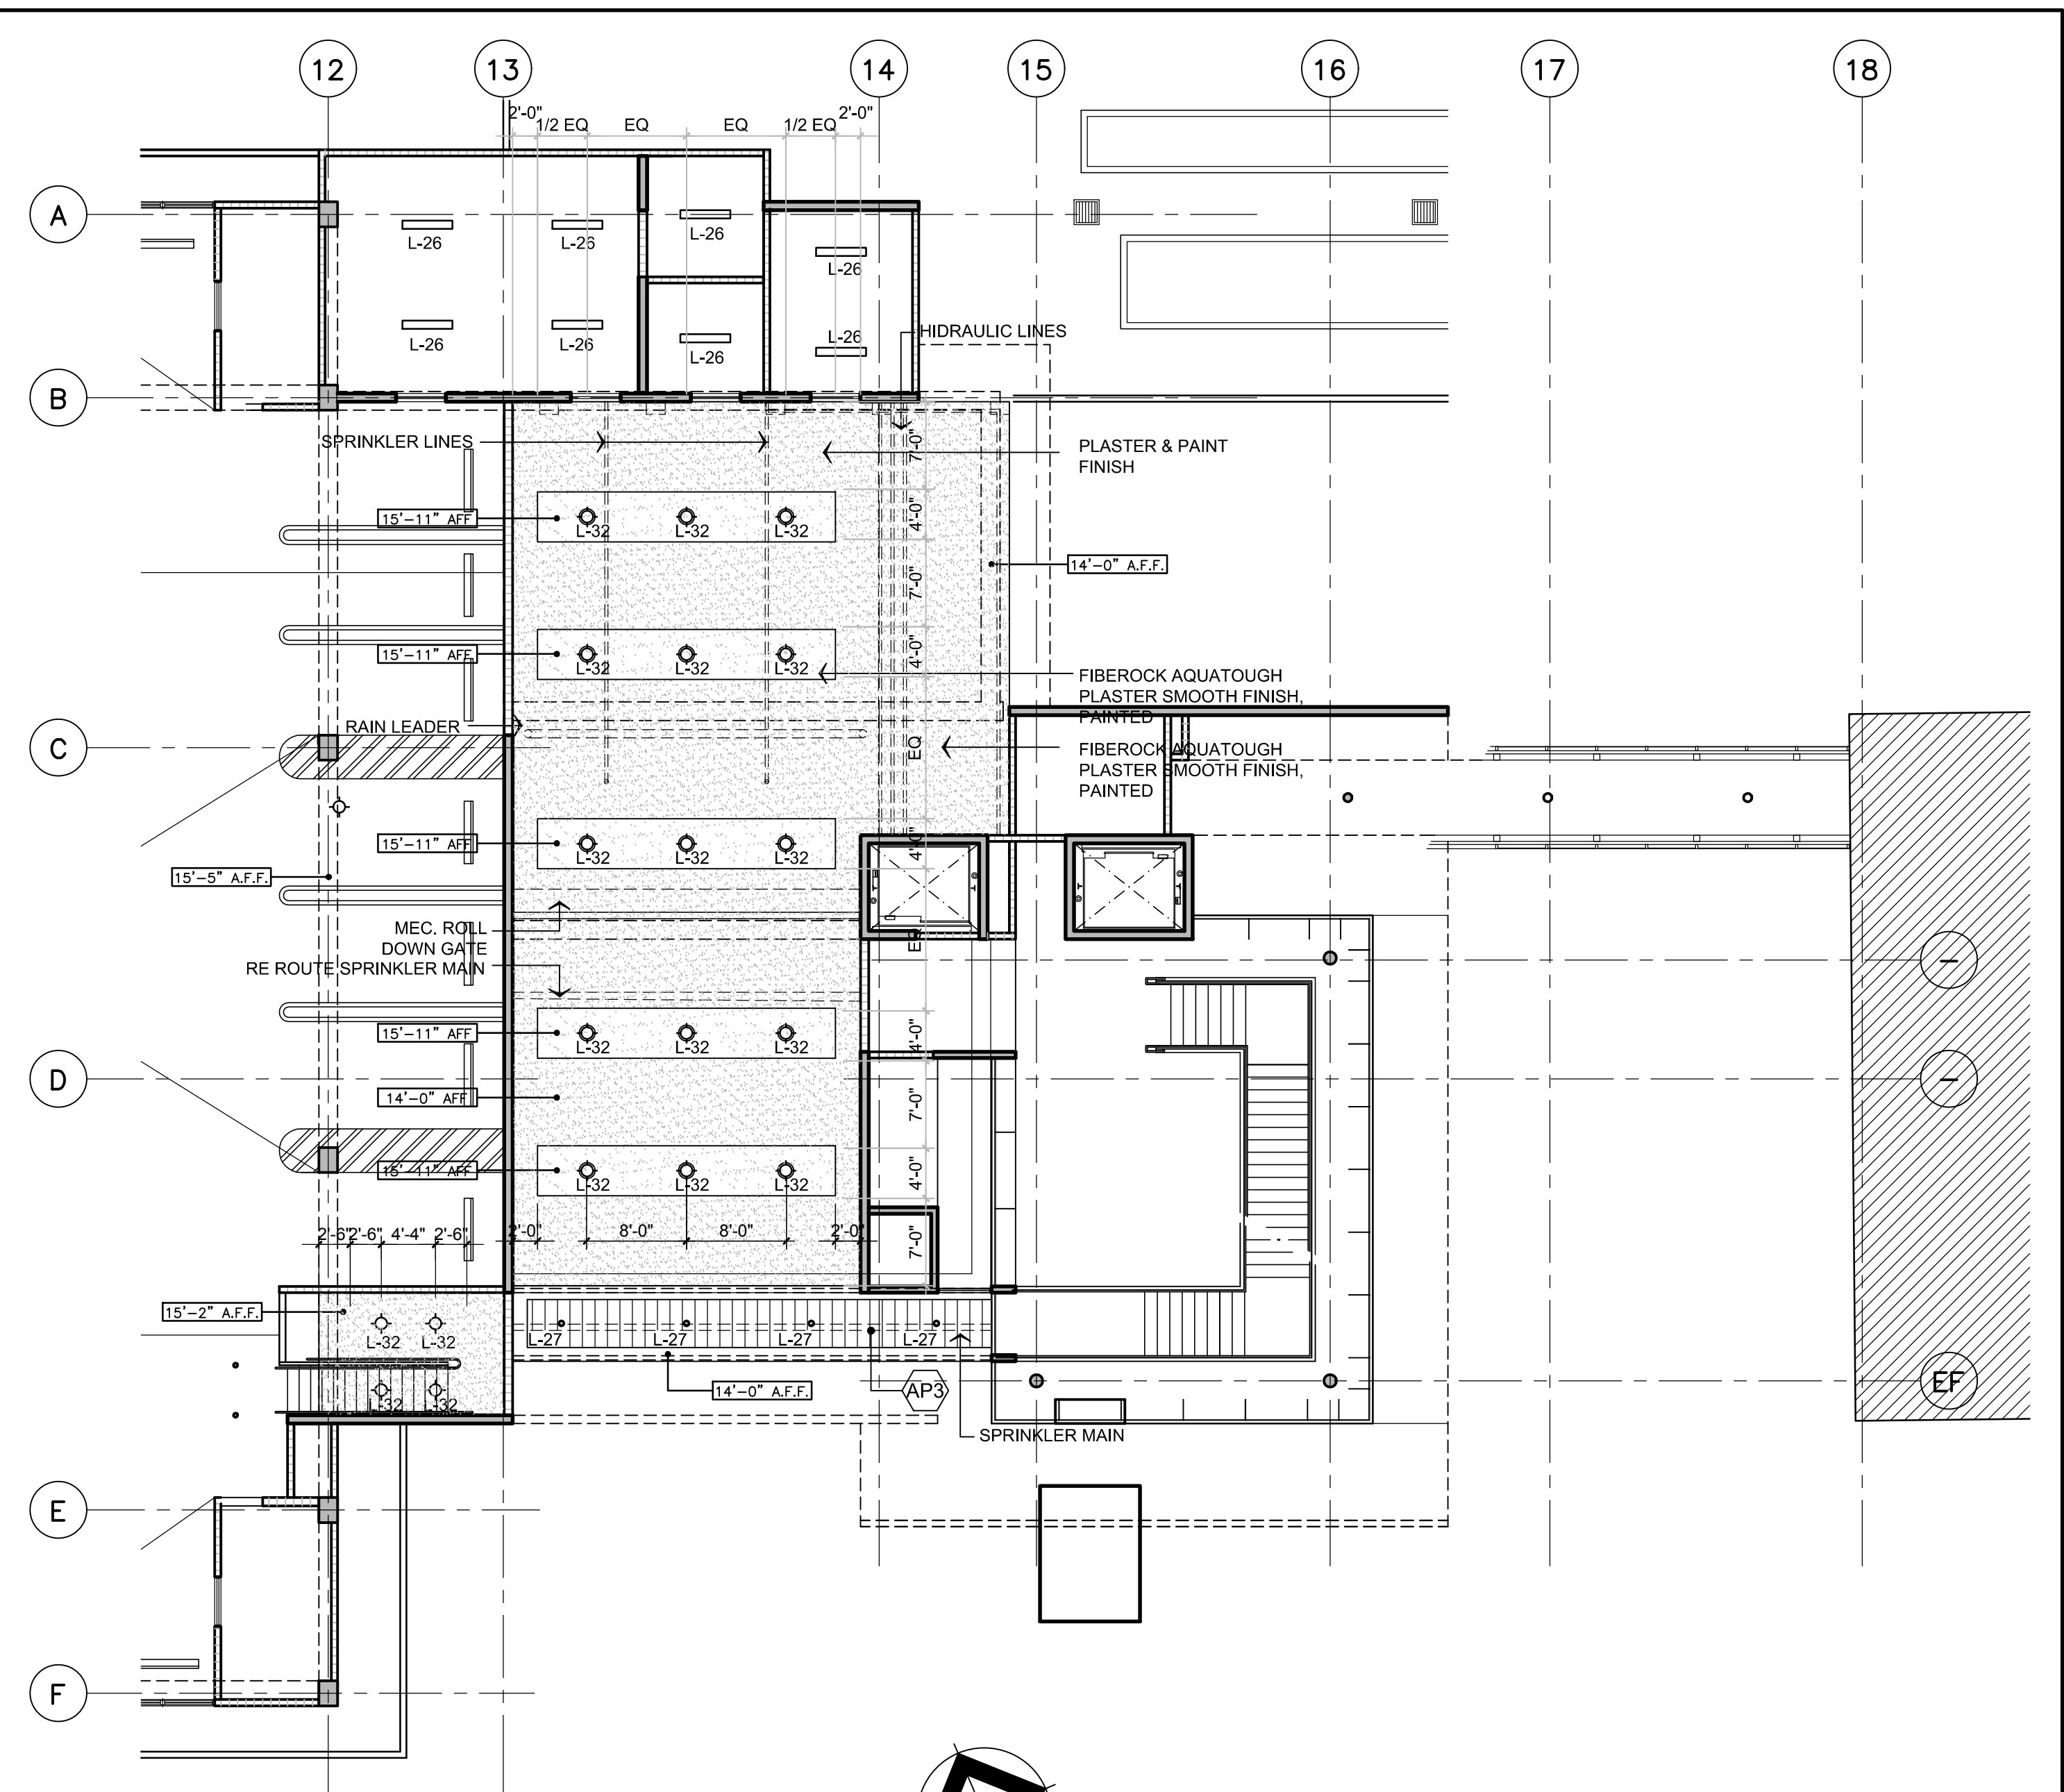 12 13 14 15 16 17 18
2'-0" 1/2 EQ EQ EQ 1/2 EQ 2'-0"
A
L-26 L-26 L-26
L-26
HIDRAULIC LINES
L-26 L-26 L-26 L-26
B
SPRINKLER LINES
7'-0"
PLASTER & PAINT
FINISH
15'-11" AFF
L-32 L-32 L-32
4'-0"
14'-0" A.F.F.
7'-0"
15'-11" AFF
L-32 L-32 L-32
4'-0"
FIBEROCK AQUATOUGH
PLASTER SMOOTH FINISH,
PAINTED
RAIN LEADER
C
EQ
FIBEROCK AQUATOUGH
PLASTER SMOOTH FINISH,
PAINTED
15'-11" AFF
L-32 L-32 L-32
4'-0"
15'-5" A.F.F.
MEC. ROLL
DOWN GATE
EQ
RE ROUTE SPRINKLER MAIN
–
15'-11" AFF
L-32 L-32 L-32
4'-0"
D
–
14'-0" AFF
7'-0"
15'-11" AFF
L-32 L-32 L-32
4'-0"
2'-6" 2'-6" 4'-4" 2'-6" 2'-0" 8'-0" 8'-0" 2'-0"
7'-0"
15'-2" A.F.F.
L-32 L-32
L-27 L-27 L-27 L-27
L-32 L-32
14'-0" A.F.F.
AP3
EF
SPRINKLER MAIN
E
F